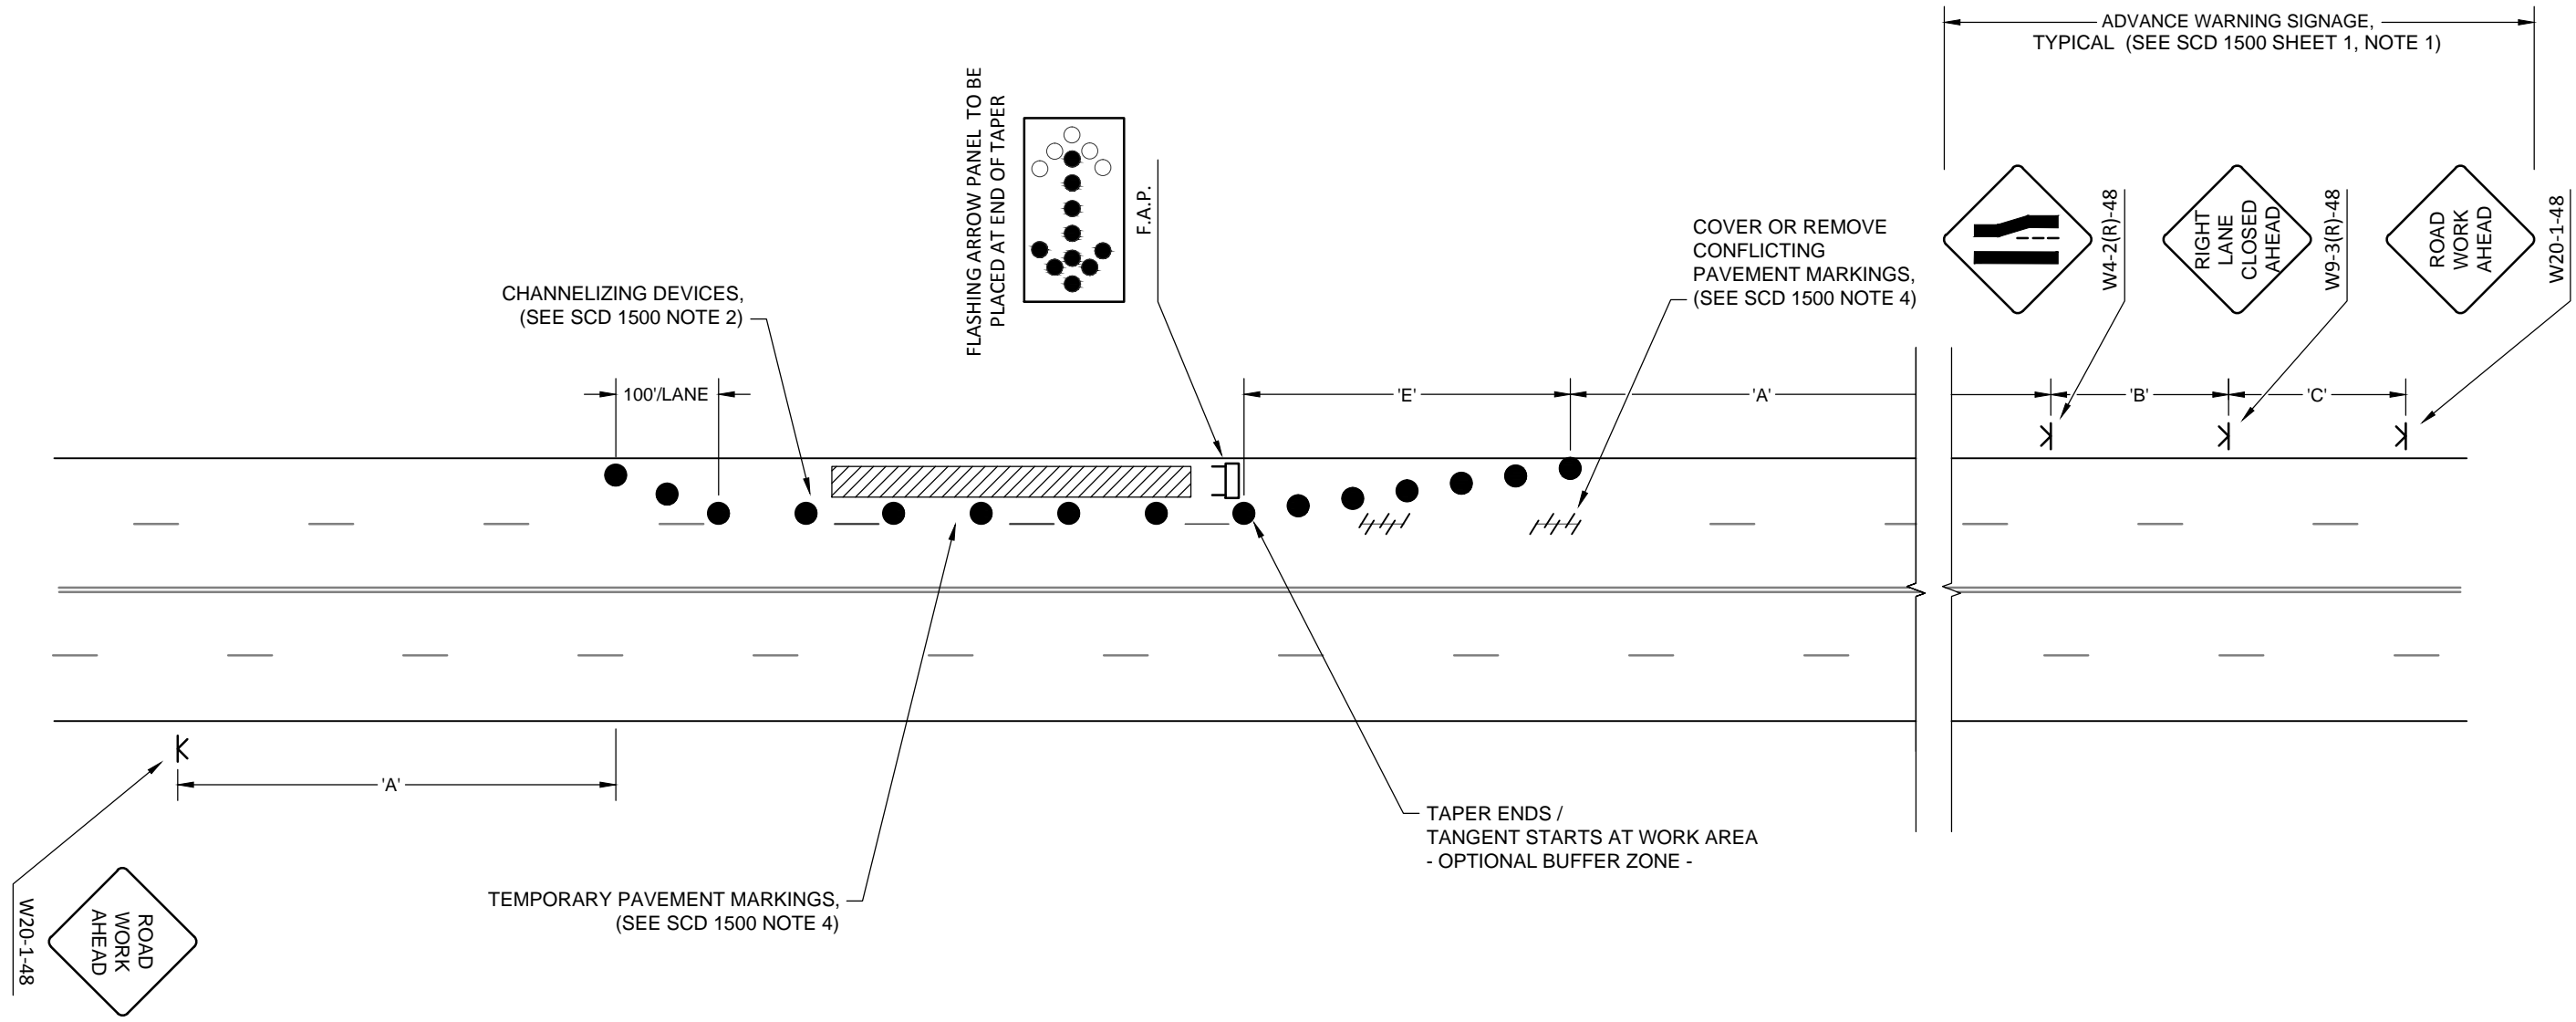 ADVANCE WARNING SIGNAGE,
TYPICAL (SEE SCD 1500 SHEET 1, NOTE 1)
FLASHING ARROW PANEL TO BE
PLACED AT END OF TAPER
F.A.P.
W4-2(R)-48
RIGHT
LANE
CLOSED
AHEAD
W9-3(R)-48
ROAD
WORK
AHEAD
W20-1-48
COVER OR REMOVE
CONFLICTING
PAVEMENT MARKINGS,
(SEE SCD 1500 NOTE 4)
CHANNELIZING DEVICES,
(SEE SCD 1500 NOTE 2)
100'/LANE
'E'
'A'
'B'
'C'
'A'
TAPER ENDS /
TANGENT STARTS AT WORK AREA
- OPTIONAL BUFFER ZONE -
TEMPORARY PAVEMENT MARKINGS,
(SEE SCD 1500 NOTE 4)
W20-1-48
ROAD
WORK
AHEAD